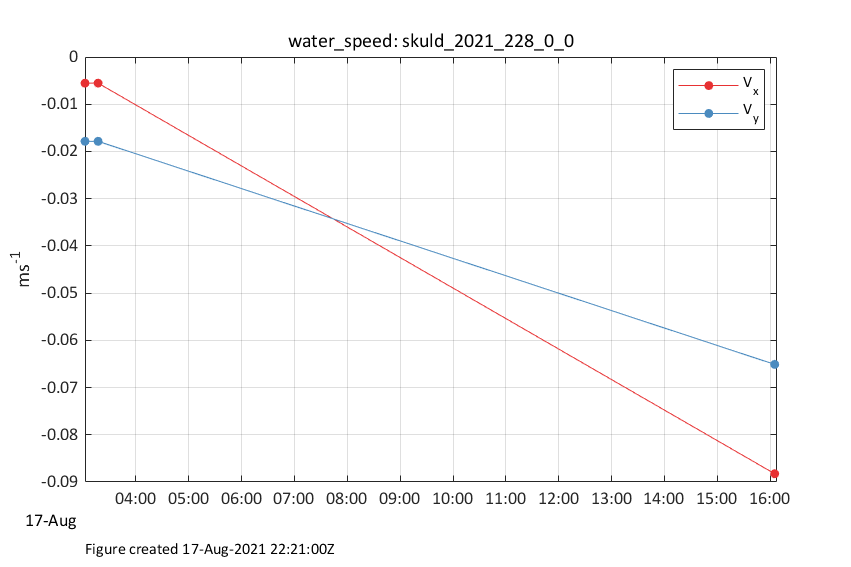 water_speed: skuld_2021_228_0_0
0
-0.01
-0.02
-0.03
-0.04
-0.05
-0.06
-0.07
-0.08
-0.09
ms-1
Vx
Vy
04:00 05:00 06:00 07:00 08:00 09:00 10:00 11:00 12:00 13:00 14:00 15:00 16:00
17-Aug
Figure created 17-Aug-2021 22:21:00Z